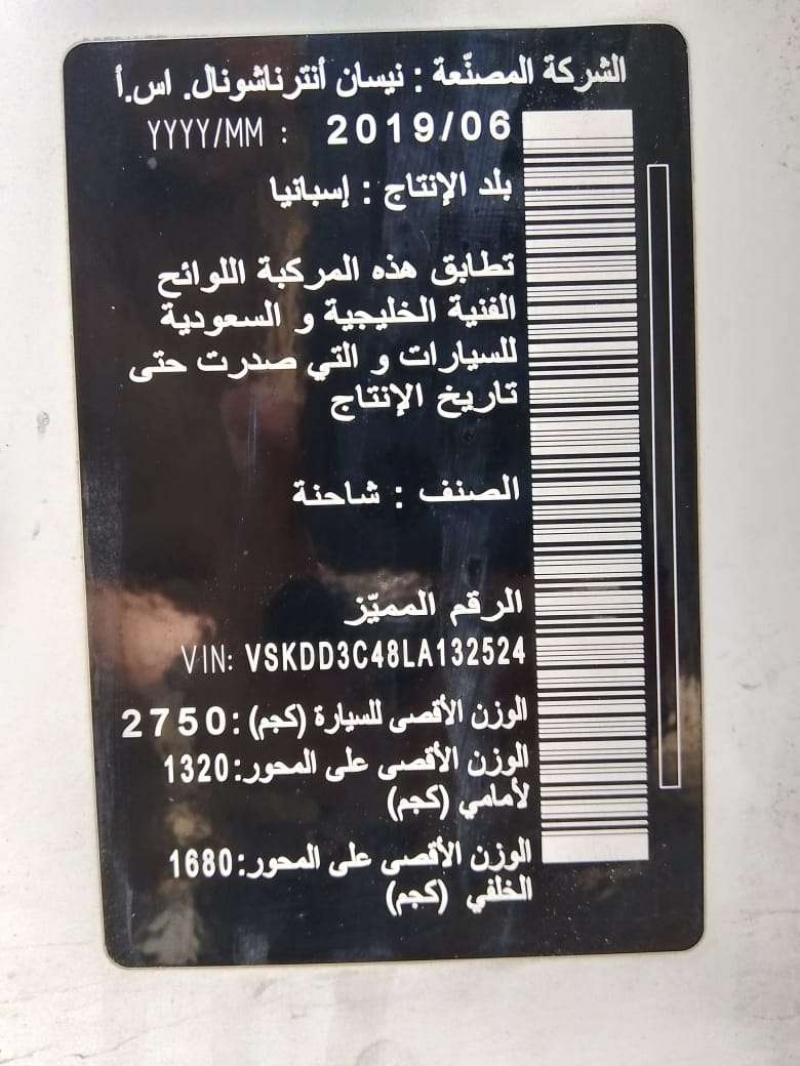 الشركة المصنّعة : نيسان أنترناشونال. اس.أ
YYYY/MM : 2019/06
بلد الإنتاج : إسبانيا
تطابق هذه المركبة اللوائح
الفنية الخليجية و السعودية
للسيارات و التي صدرت حتى
تاريخ الإنتاج
الصنف : شاحنة
الرقم المميّز
VIN: VSKDD3C48LA132524
الوزن الأقصى للسيارة (كجم): 2750
الوزن الأقصى على المحور: 1320
لأمامي (كجم)
الوزن الأقصى على المحور: 1680
الخلفي (كجم)